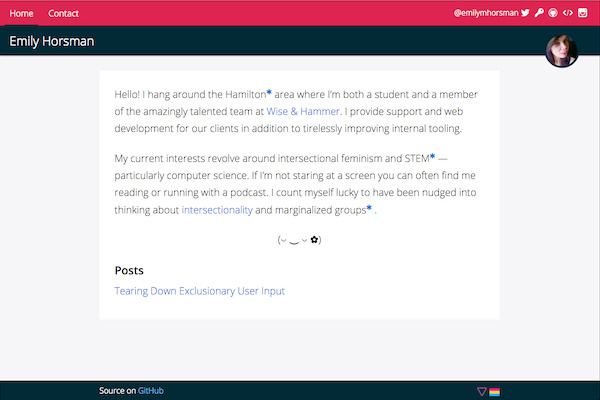 Home Contact @emilymhorsman
Emily Horsman
Hello! I hang around the Hamilton* area where I'm both a student and a member
of the amazingly talented team at Wise & Hammer. I provide support and web
development for our clients in addition to tirelessly improving internal tooling.
My current interests revolve around intersectional feminism and STEM* —
particularly computer science. If I'm not staring at a screen you can often find me
reading or running with a podcast. I count myself lucky to have been nudged into
thinking about intersectionality and marginalized groups* .
(⌣ ‿ ⌣ ✿)
Posts
Tearing Down Exclusionary User Input
Source on GitHub